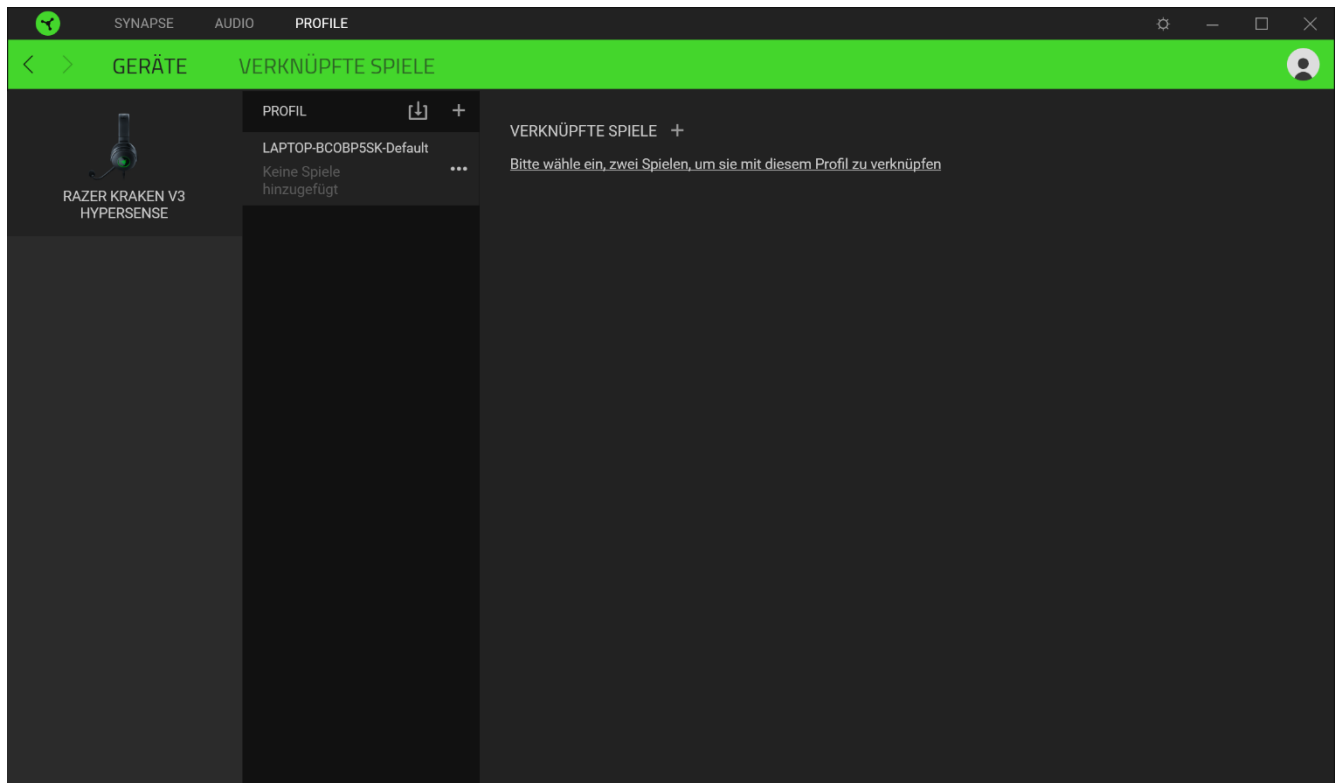 SYNAPSE AUDIO PROFILE
GERÄTE VERKNÜPFTE SPIELE
RAZER KRAKEN V3
HYPERSENSE
PROFIL
LAPTOP-BCOBP5SK-Default
Keine Spiele
hinzugefügt
VERKNÜPFTE SPIELE +
Bitte wähle ein, zwei Spielen, um sie mit diesem Profil zu verknüpfen